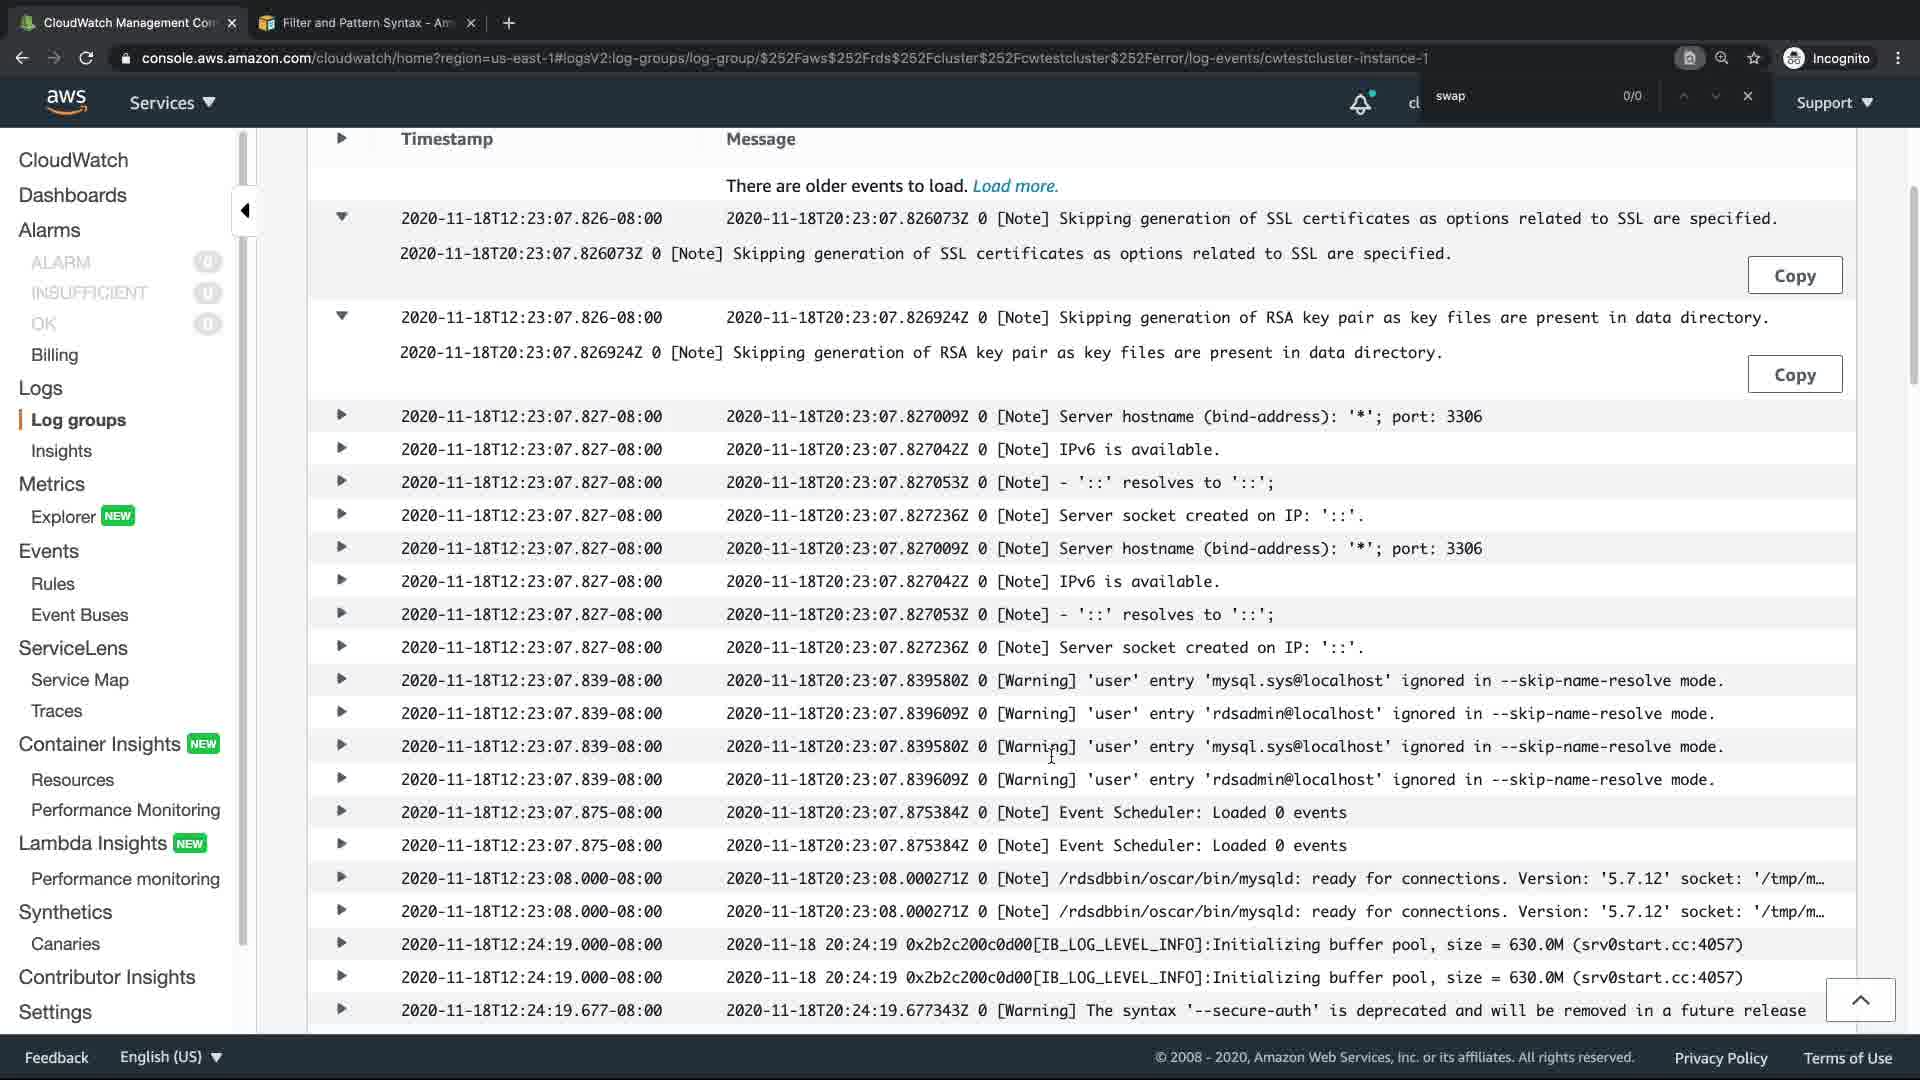 CloudWatch Management Con
Filter and Pattern Syntax - Am
console.aws.amazon.com/cloudwatch/home?region=us-east-1#logsV2:log-groups/log-group/$252Faws$252Frds$252Fcluster$252Fcwtestcluster$252Ferror/log-events/cwtestcluster-instance-1
Incognito
aws
Services
cl
swap
0/0
Support
CloudWatch
Dashboards
Alarms
ALARM 0
INSUFFICIENT 0
OK 0
Billing
Logs
Log groups
Insights
Metrics
Explorer NEW
Events
Rules
Event Buses
ServiceLens
Service Map
Traces
Container Insights NEW
Resources
Performance Monitoring
Lambda Insights NEW
Performance monitoring
Synthetics
Canaries
Contributor Insights
Settings
Timestamp Message
There are older events to load. Load more.
2020-11-18T12:23:07.826-08:00 2020-11-18T20:23:07.826073Z 0 [Note] Skipping generation of SSL certificates as options related to SSL are specified.
2020-11-18T20:23:07.826073Z 0 [Note] Skipping generation of SSL certificates as options related to SSL are specified.
Copy
2020-11-18T12:23:07.826-08:00 2020-11-18T20:23:07.826924Z 0 [Note] Skipping generation of RSA key pair as key files are present in data directory.
2020-11-18T20:23:07.826924Z 0 [Note] Skipping generation of RSA key pair as key files are present in data directory.
Copy
2020-11-18T12:23:07.827-08:00 2020-11-18T20:23:07.827009Z 0 [Note] Server hostname (bind-address): '*'; port: 3306
2020-11-18T12:23:07.827-08:00 2020-11-18T20:23:07.827042Z 0 [Note] IPv6 is available.
2020-11-18T12:23:07.827-08:00 2020-11-18T20:23:07.827053Z 0 [Note] - '::' resolves to '::';
2020-11-18T12:23:07.827-08:00 2020-11-18T20:23:07.827236Z 0 [Note] Server socket created on IP: '::'.
2020-11-18T12:23:07.827-08:00 2020-11-18T20:23:07.827009Z 0 [Note] Server hostname (bind-address): '*'; port: 3306
2020-11-18T12:23:07.827-08:00 2020-11-18T20:23:07.827042Z 0 [Note] IPv6 is available.
2020-11-18T12:23:07.827-08:00 2020-11-18T20:23:07.827053Z 0 [Note] - '::' resolves to '::';
2020-11-18T12:23:07.827-08:00 2020-11-18T20:23:07.827236Z 0 [Note] Server socket created on IP: '::'.
2020-11-18T12:23:07.839-08:00 2020-11-18T20:23:07.839580Z 0 [Warning] 'user' entry 'mysql.sys@localhost' ignored in --skip-name-resolve mode.
2020-11-18T12:23:07.839-08:00 2020-11-18T20:23:07.839609Z 0 [Warning] 'user' entry 'rdsadmin@localhost' ignored in --skip-name-resolve mode.
2020-11-18T12:23:07.839-08:00 2020-11-18T20:23:07.839580Z 0 [Warning] 'user' entry 'mysql.sys@localhost' ignored in --skip-name-resolve mode.
2020-11-18T12:23:07.839-08:00 2020-11-18T20:23:07.839609Z 0 [Warning] 'user' entry 'rdsadmin@localhost' ignored in --skip-name-resolve mode.
2020-11-18T12:23:07.875-08:00 2020-11-18T20:23:07.875384Z 0 [Note] Event Scheduler: Loaded 0 events
2020-11-18T12:23:07.875-08:00 2020-11-18T20:23:07.875384Z 0 [Note] Event Scheduler: Loaded 0 events
2020-11-18T12:23:08.000-08:00 2020-11-18T20:23:08.000271Z 0 [Note] /rdsdbbin/oscar/bin/mysqld: ready for connections. Version: '5.7.12' socket: '/tmp/m…
2020-11-18T12:23:08.000-08:00 2020-11-18T20:23:08.000271Z 0 [Note] /rdsdbbin/oscar/bin/mysqld: ready for connections. Version: '5.7.12' socket: '/tmp/m…
2020-11-18T12:24:19.000-08:00 2020-11-18 20:24:19 0x2b2c200c0d00[IB_LOG_LEVEL_INFO]:Initializing buffer pool, size = 630.0M (srv0start.cc:4057)
2020-11-18T12:24:19.000-08:00 2020-11-18 20:24:19 0x2b2c200c0d00[IB_LOG_LEVEL_INFO]:Initializing buffer pool, size = 630.0M (srv0start.cc:4057)
2020-11-18T12:24:19.677-08:00 2020-11-18T20:24:19.677343Z 0 [Warning] The syntax '--secure-auth' is deprecated and will be removed in a future release
Feedback
English (US)
© 2008 - 2020, Amazon Web Services, Inc. or its affiliates. All rights reserved.
Privacy Policy
Terms of Use